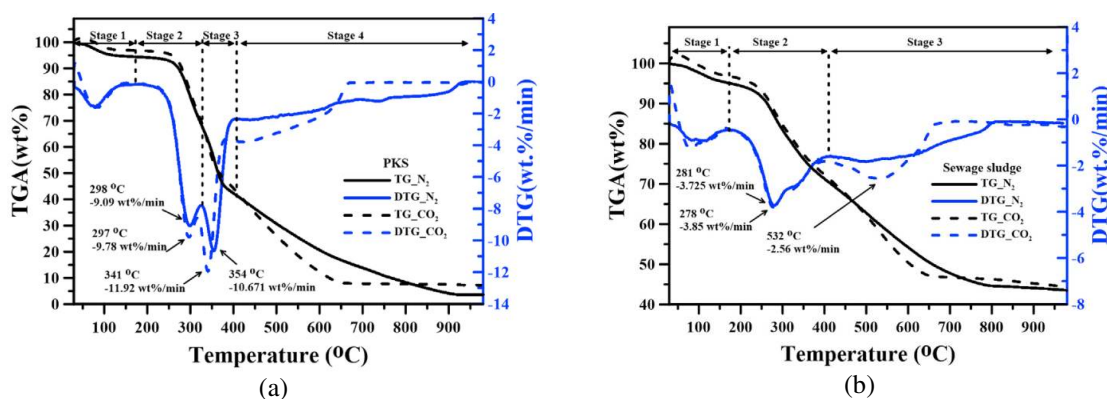 Stage 1 Stage 2 Stage 3 Stage 4
100
90
80
70
60
50
40
30
20
10
0
TGA(wt%)
2
0
-2
-4
-6
-8
-10
-12
-14
DTG(wt.%/min)
PKS
TG_N₂
DTG_N₂
TG_CO₂
DTG_CO₂
298 ⁰C
-9.09 wt%/min
297 ⁰C
-9.78 wt%/min
341 ⁰C
-11.92 wt%/min
354 ⁰C
-10.671 wt%/min
100 200 300 400 500 600 700 800 900
Temperature (⁰C)
(a)
Stage 1 Stage 2 Stage 3
100
90
80
70
60
50
40
TGA(wt%)
4
2
0
-2
-4
-6
-8
DTG(wt.%/min)
Sewage sludge
TG_N₂
DTG_N₂
TG_CO₂
DTG_CO₂
281 ⁰C
-3.725 wt%/min
278 ⁰C
-3.85 wt%/min
532 ⁰C
-2.56 wt%/min
100 200 300 400 500 600 700 800 900
Temperature (⁰C)
(b)